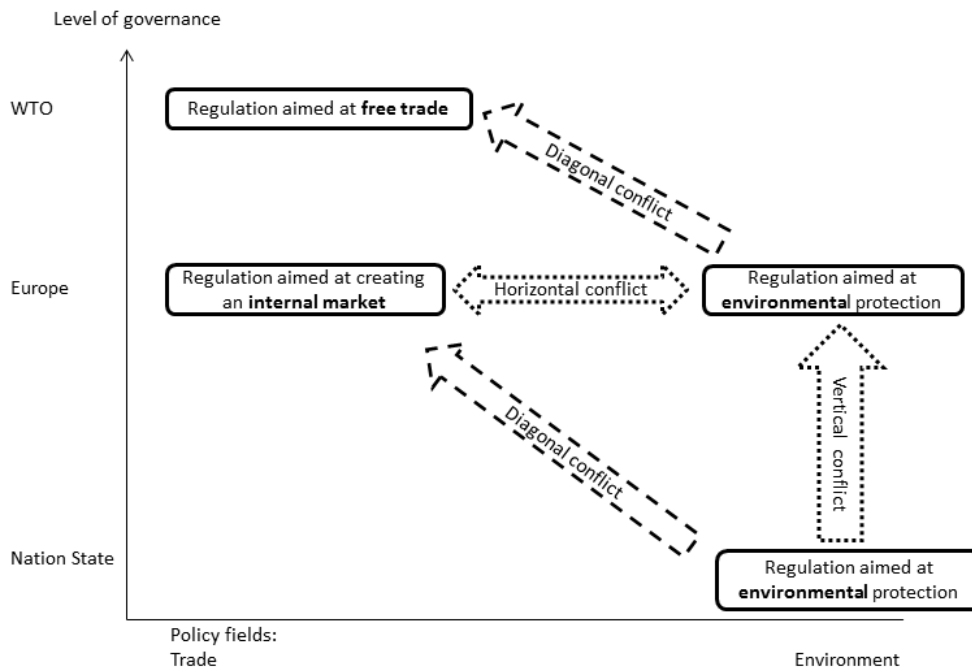 Level of governance
WTO
Regulation aimed at free trade
Diagonal conflict
Europe
Regulation aimed at creating
an internal market
Horizontal conflict
Regulation aimed at
environmental protection
Diagonal conflict
Vertical conflict
Nation State
Regulation aimed at
environmental protection
Policy fields:
Trade
Environment